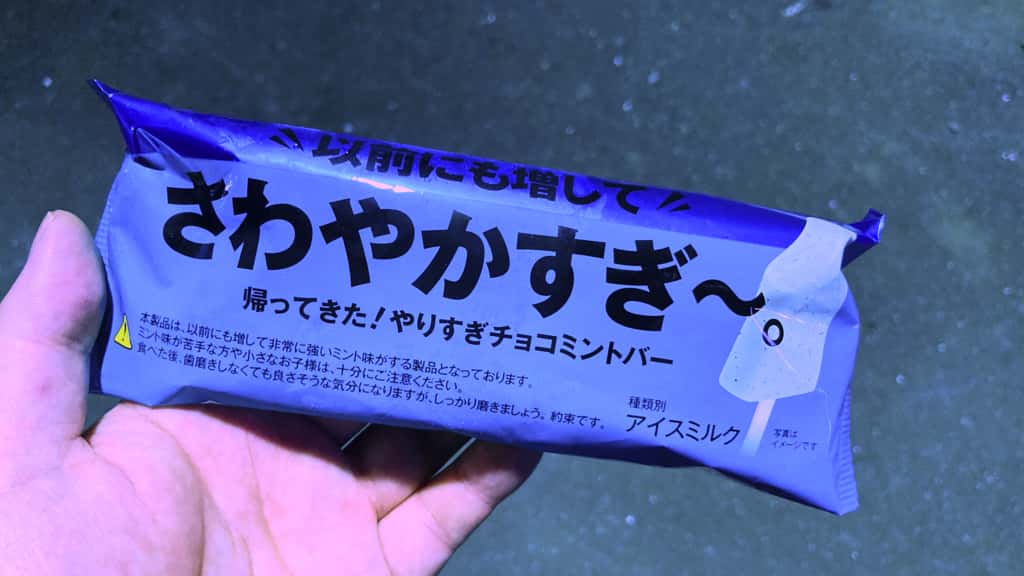 以前にも増して
さわやかすぎ〜。
帰ってきた！やりすぎチョコミントバー
本製品は、以前にも増して非常に強いミント味がする製品となっております。
ミント味が苦手な方や小さなお子様は、十分にご注意ください。
食べた後、歯磨きしなくても良さそうな気分になりますが、しっかり磨きましょう。約束です。
種類別
アイスミルク
写真は
イメージです